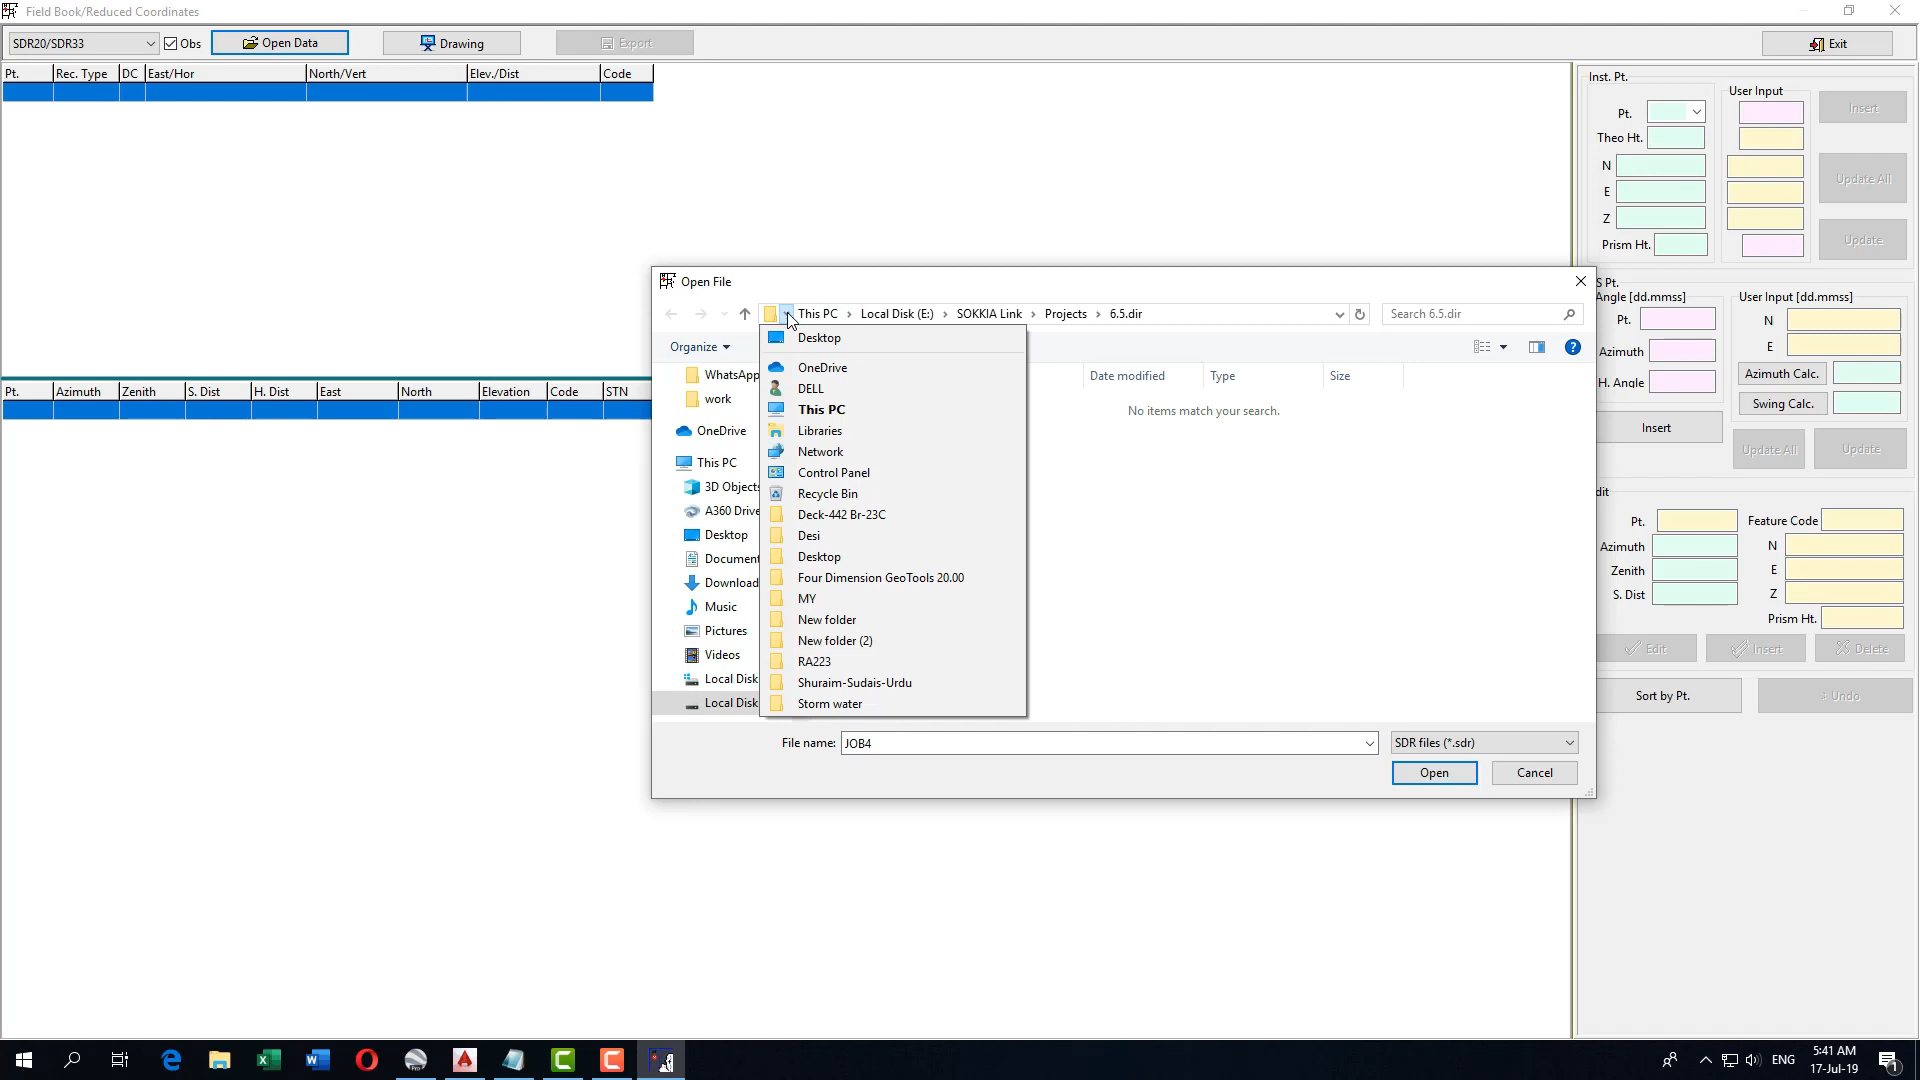 Field Book/Reduced Coordinates
SDR20/SDR33 Obs Open Data Drawing Export Exit
Pt. Rec. Type DC East/Hor North/Vert Elev./Dist Code
Inst. Pt.
User Input
Pt. Insert
Theo Ht.
N
E Update All
Z
Prism Ht. Update
Open File
This PC › Local Disk (E:) › SOKKIA Link › Projects › 6.5.dir Search 6.5.dir
Organize
Date modified Type Size
No items match your search.
WhatsApp
work
OneDrive
This PC
3D Objects
A360 Drive
Desktop
Document
Download
Music
Pictures
Videos
Local Disk
Local Disk
Desktop
OneDrive
DELL
This PC
Libraries
Network
Control Panel
Recycle Bin
Deck-442 Br-23C
Desi
Desktop
Four Dimension GeoTools 20.00
MY
New folder
New folder (2)
RA223
Shuraim-Sudais-Urdu
Storm water
File name: JOB4 SDR files (*.sdr)
Open Cancel
S Pt.
Angle [dd.mmss] User Input [dd.mmss]
Pt. N
E
Azimuth Azimuth Calc.
H. Angle Swing Calc.
Insert Update All Update
Pt. Azimuth Zenith S. Dist H. Dist East North Elevation Code STN
dit
Pt. Feature Code
Azimuth N
Zenith E
S. Dist Z
Prism Ht.
Edit Insert Delete
Sort by Pt. Undo
ENG 5:41 AM
17-Jul-19
1